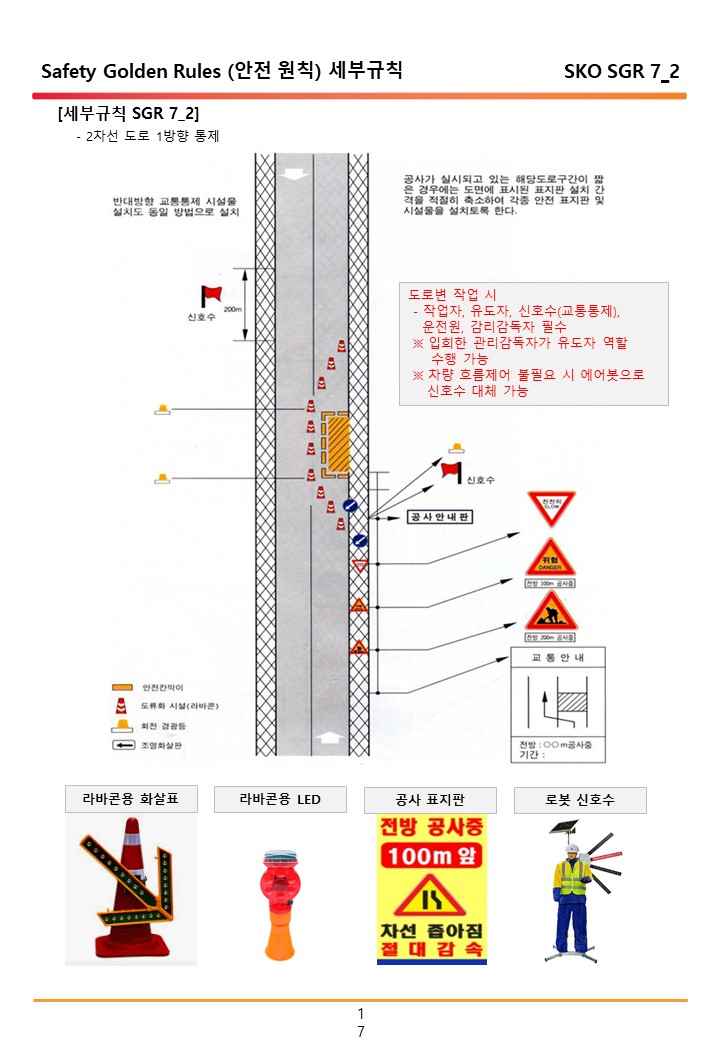 Safety Golden Rules (안전 원칙) 세부규칙 SKO SGR 7_2
[세부규칙 SGR 7_2]
- 2차선 도로 1방향 통제
반대방향 교통통제 시설물
설치도 동일 방법으로 설치
공사가 실시되고 있는 해당도로구간이 짧
은 경우에는 도면에 표시된 표지판 설치 간
격을 적절히 축소하여 각종 안전 표지판 및
시설물을 설치토록 한다.
신호수
200m
도로변 작업 시
- 작업자, 유도자, 신호수(교통통제),
운전원, 감리감독자 필수
※ 입회한 관리감독자가 유도자 역할
수행 가능
※ 차량 흐름제어 불필요 시 에어봇으로
신호수 대체 가능
신호수
공사안내판
천천히
SLOW
위험
DANGER
전방 100m 공사중
전방 200m 공사중
교 통 안 내
전방 : ○○ m공사중
기간 :
안전칸막이
도류화 시설(라바콘)
회전 경광등
조명화살판
라바콘용 화살표
라바콘용 LED
공사 표지판
로봇 신호수
전방 공사중
100m 앞
차선 좁아짐
절 대 감 속
1
7